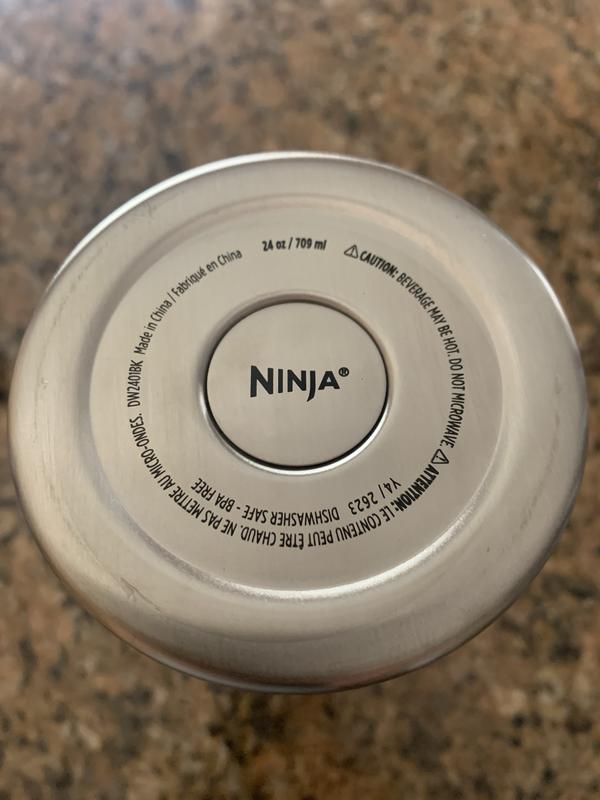 24 oz / 709 ml
⚠CAUTION: BEVERAGE MAY BE HOT. DO NOT MICROWAVE
⚠ATTENTION: LE CONTENU PEUT ÊTRE CHAUD. NE PAS METTRE AU MICRO-ONDES. DW2401BK Made in China / Fabriqué en China
Y4 / 2623 DISHWASHER SAFE - BPA FREE
NINJA®